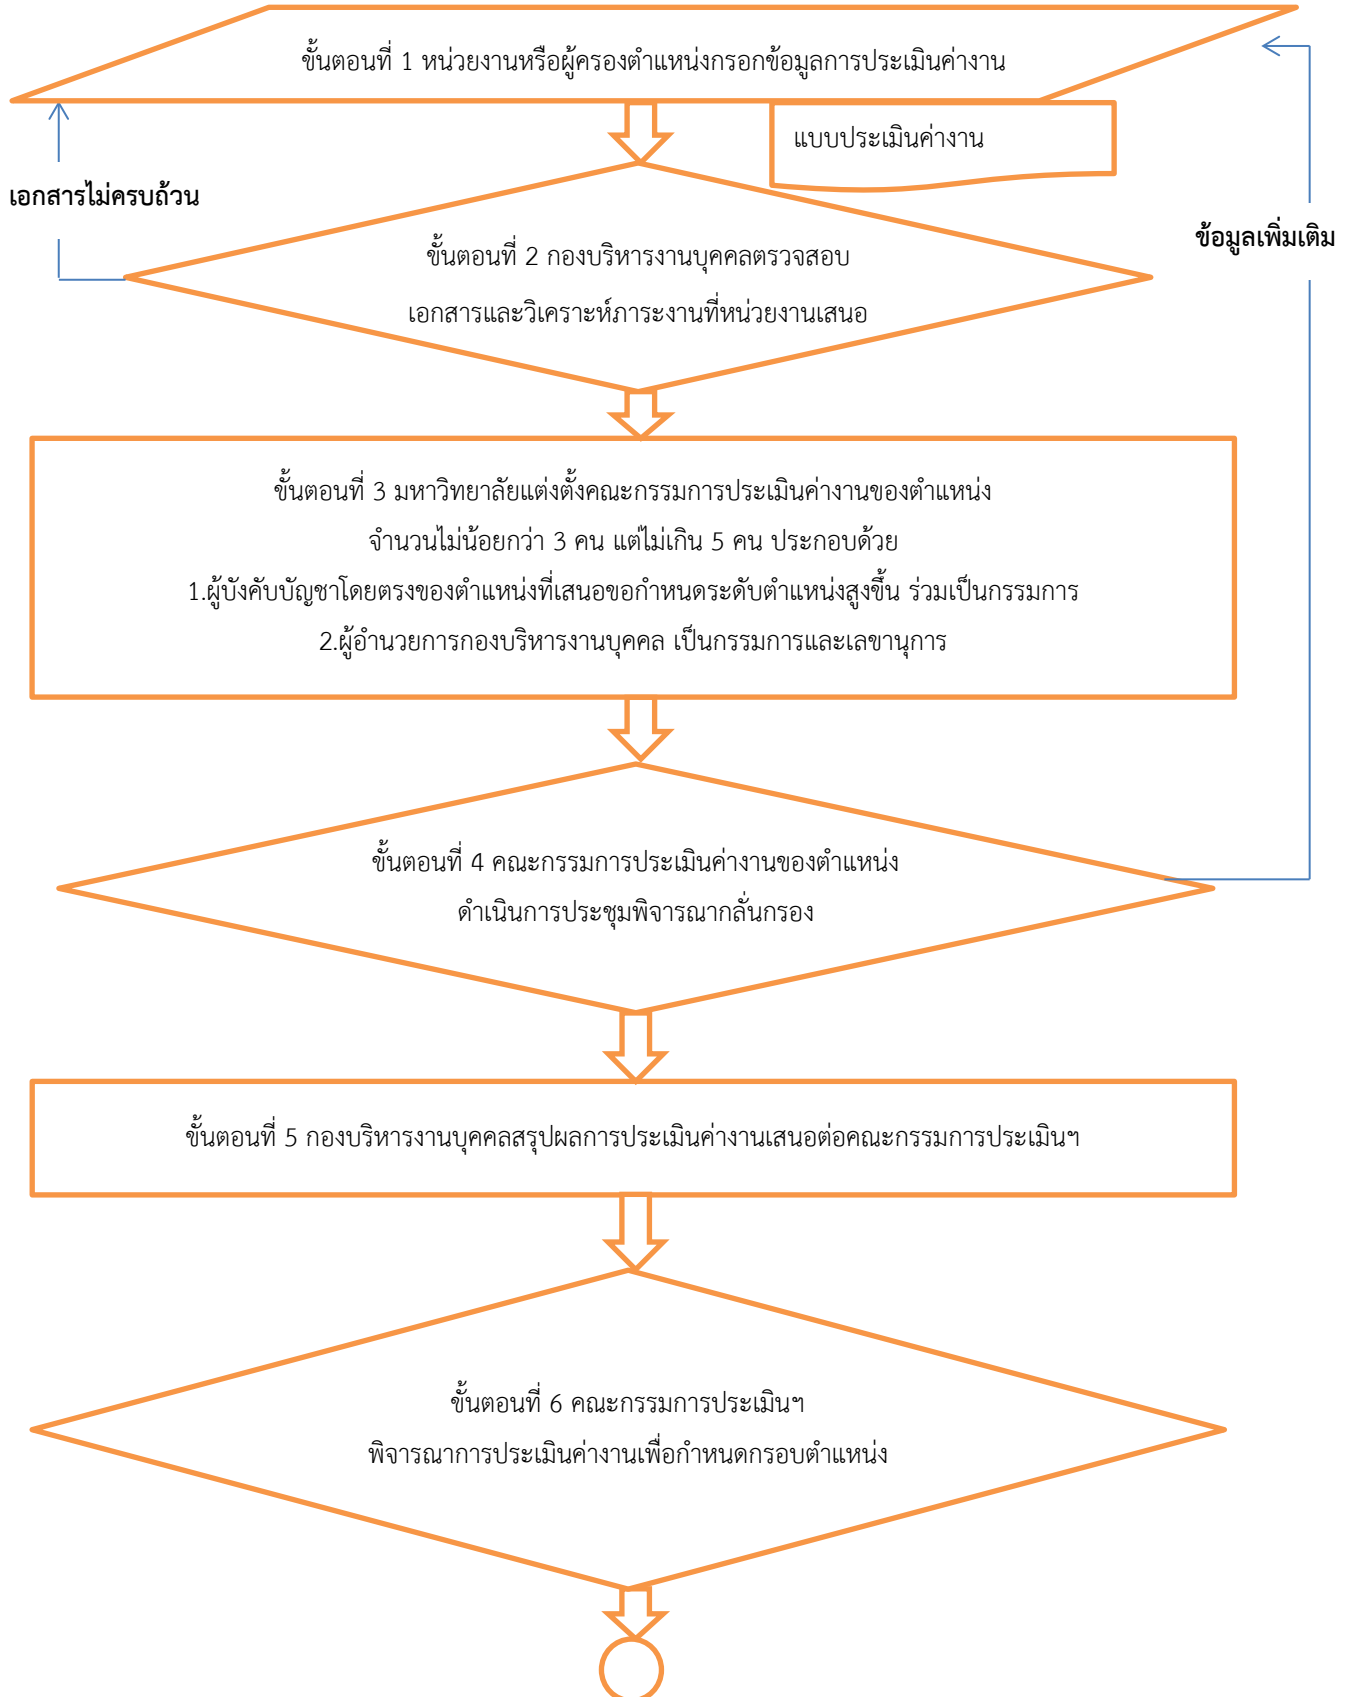 ขั้นตอนที่ 1 หน่วยงานหรือผู้ครองตำแหน่งกรอกข้อมูลการประเมินค่างาน
แบบประเมินค่างาน
เอกสารไม่ครบถ้วน
ข้อมูลเพิ่มเติม
ขั้นตอนที่ 2 กองบริหารงานบุคคลตรวจสอบ
เอกสารและวิเคราะห์ภาระงานที่หน่วยงานเสนอ
ขั้นตอนที่ 3 มหาวิทยาลัยแต่งตั้งคณะกรรมการประเมินค่างานของตำแหน่ง
จำนวนไม่น้อยกว่า 3 คน แต่ไม่เกิน 5 คน ประกอบด้วย
1.ผู้บังคับบัญชาโดยตรงของตำแหน่งที่เสนอขอกำหนดระดับตำแหน่งสูงขึ้น ร่วมเป็นกรรมการ
2.ผู้อำนวยการกองบริหารงานบุคคล เป็นกรรมการและเลขานุการ
ขั้นตอนที่ 4 คณะกรรมการประเมินค่างานของตำแหน่ง
ดำเนินการประชุมพิจารณากลั่นกรอง
ขั้นตอนที่ 5 กองบริหารงานบุคคลสรุปผลการประเมินค่างานเสนอต่อคณะกรรมการประเมินฯ
ขั้นตอนที่ 6 คณะกรรมการประเมินฯ
พิจารณาการประเมินค่างานเพื่อกำหนดกรอบตำแหน่ง